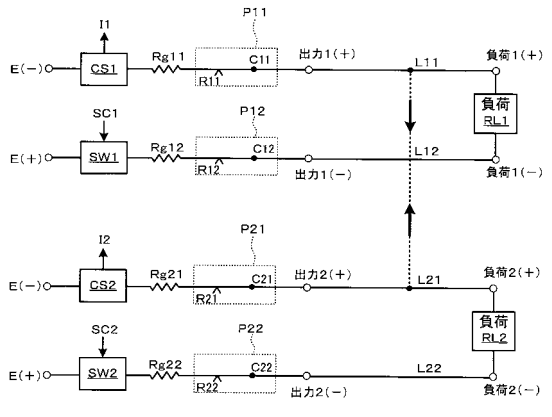 I1 P11
E(-) CS1 Rg11 R11 C11 出力1(+) L11 負荷1(+)
負荷 RL1
SC1 P12
E(+) SW1 Rg12 R12 C12 出力1(-) L12 負荷1(-)
I2 P21
E(-) CS2 Rg21 R21 C21 出力2(+) L21 負荷2(+)
負荷 RL2
SC2 P22
E(+) SW2 Rg22 R22 C22 出力2(-) L22 負荷2(-)